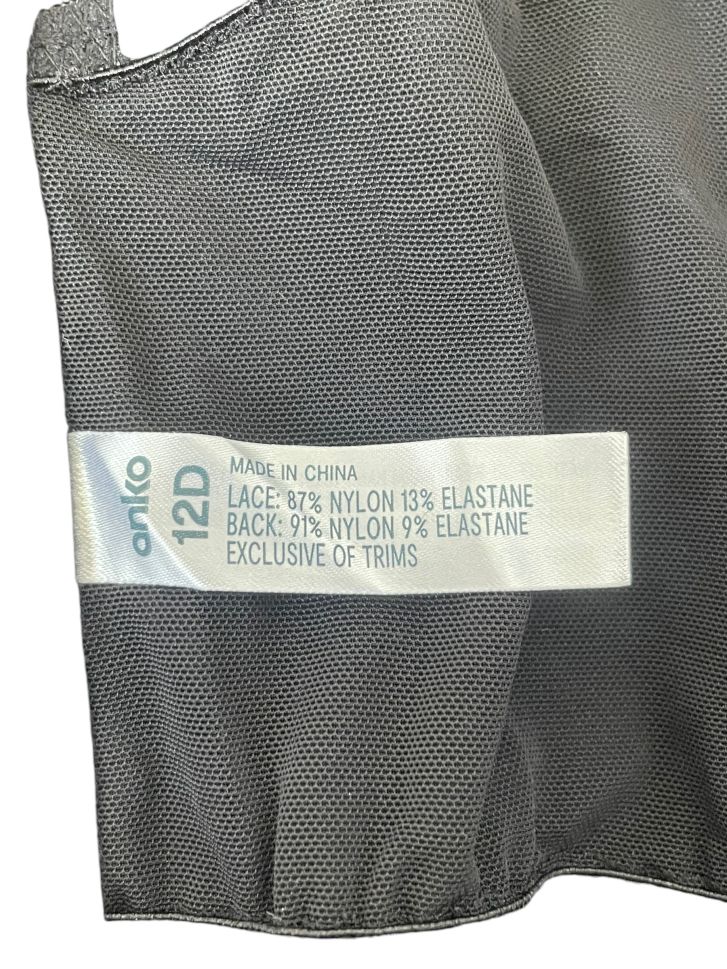 anko
12D
MADE IN CHINA
LACE: 87% NYLON 13% ELASTANE
BACK: 91% NYLON 9% ELASTANE
EXCLUSIVE OF TRIMS